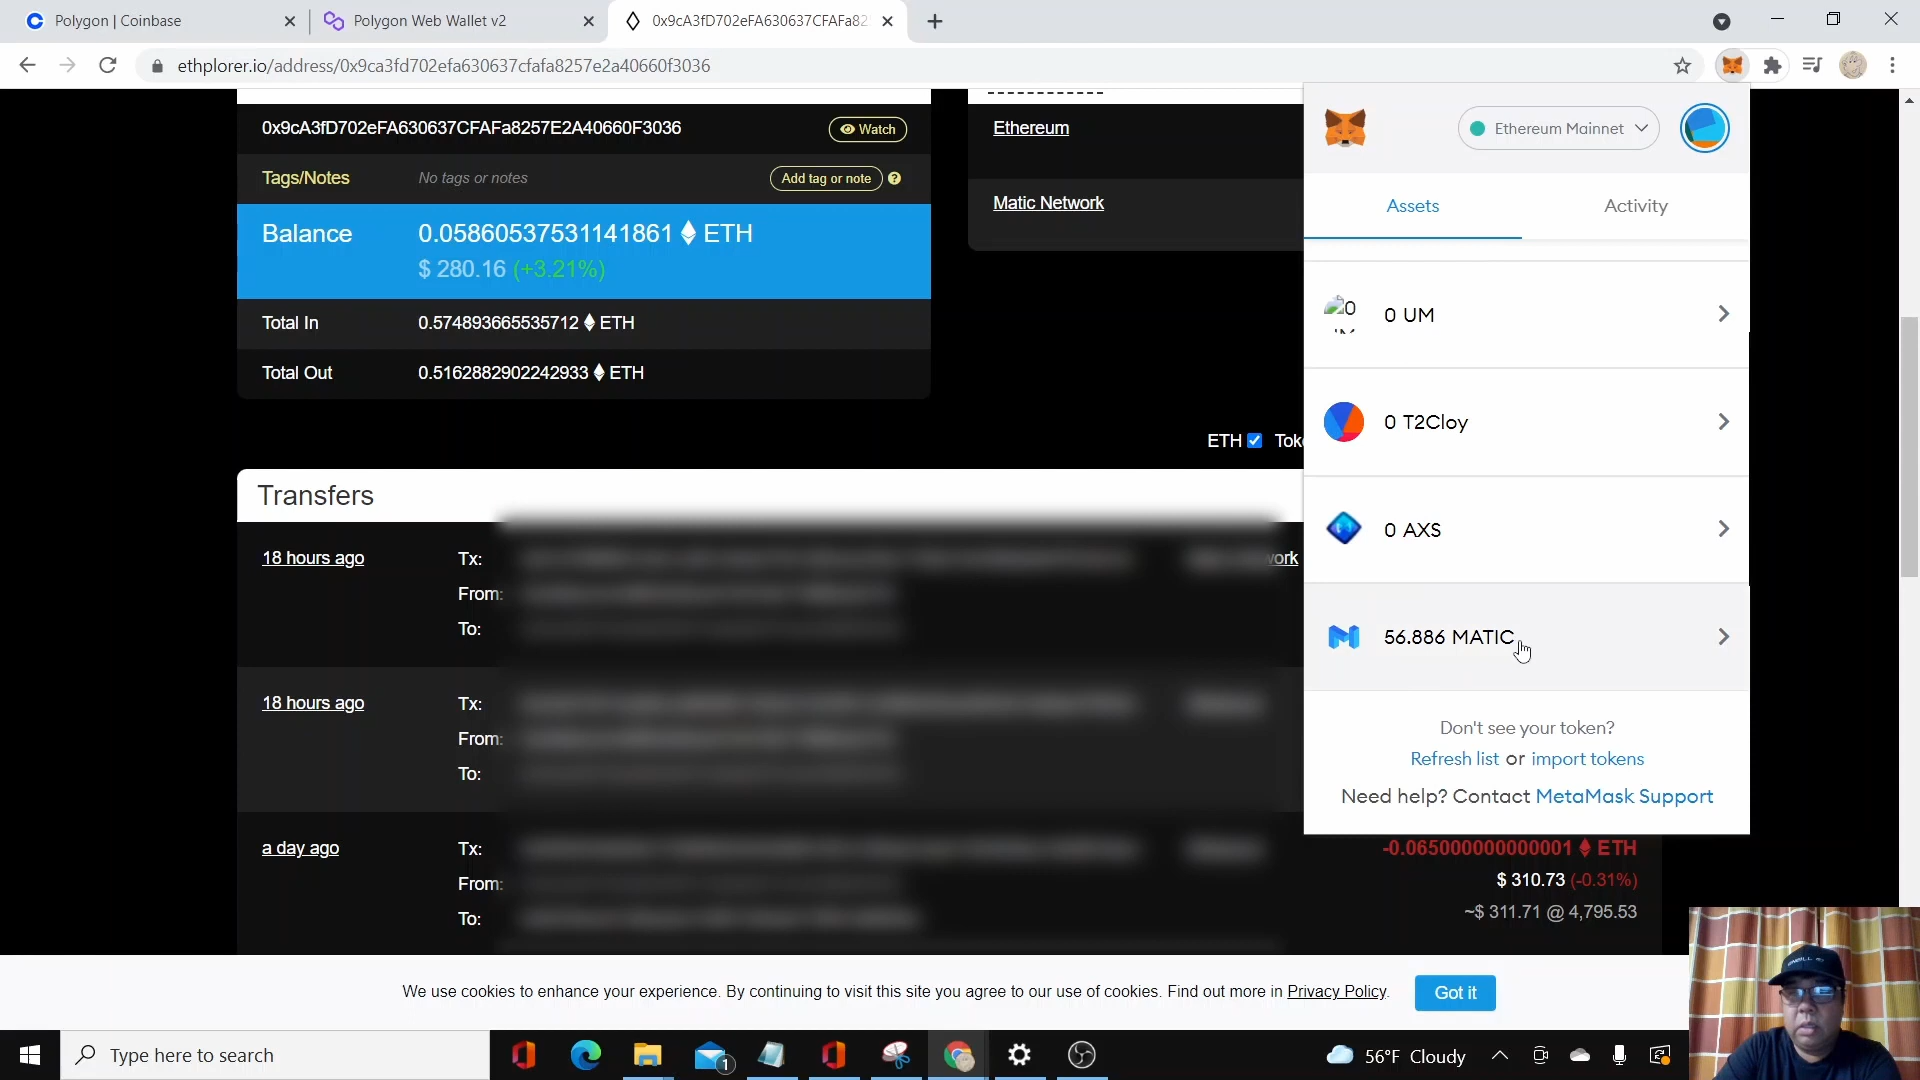 Polygon | Coinbase
Polygon Web Wallet v2
0x9cA3fD702eFA630637CFAFa82
ethplorer.io/address/0x9ca3fd702efa630637cfafa8257e2a40660f3036
0x9cA3fD702eFA630637CFAFa8257E2A40660F3036
Watch
Tags/Notes
No tags or notes
Add tag or note
?
Balance
0.05860537531141861 ETH
$ 280.16 (+3.21%)
Total In
0.574893665535712 ETH
Total Out
0.5162882902242933 ETH
Ethereum
Matic Network
ETH
Transfers
18 hours ago
Tx:
From:
To:
18 hours ago
Tx:
From:
To:
a day ago
Tx:
From:
To:
-0.065000000000001 ETH
$ 310.73 (-0.31%)
~$ 311.71 @ 4,795.53
Ethereum Mainnet
Assets
Activity
0 UM
0 T2Cloy
0 AXS
56.886 MATIC
Don't see your token?
Refresh list or import tokens
Need help? Contact MetaMask Support
We use cookies to enhance your experience. By continuing to visit this site you agree to our use of cookies. Find out more in Privacy Policy.
Got it
Type here to search
1
56°F Cloudy